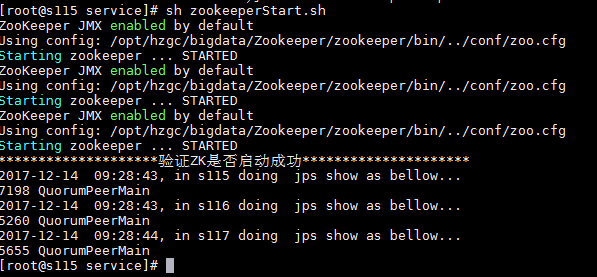 [root@s115 service]# sh zookeeperStart.sh
ZooKeeper JMX enabled by default
Using config: /opt/hzgc/bigdata/Zookeeper/zookeeper/bin/../conf/zoo.cfg
Starting zookeeper ... STARTED
ZooKeeper JMX enabled by default
Using config: /opt/hzgc/bigdata/Zookeeper/zookeeper/bin/../conf/zoo.cfg
Starting zookeeper ... STARTED
ZooKeeper JMX enabled by default
Using config: /opt/hzgc/bigdata/Zookeeper/zookeeper/bin/../conf/zoo.cfg
Starting zookeeper ... STARTED
********************验证ZK是否启动成功*********************
2017-12-14  09:28:43, in s115 doing  jps show as bellow...
7198 QuorumPeerMain
2017-12-14  09:28:43, in s116 doing  jps show as bellow...
5260 QuorumPeerMain
2017-12-14  09:28:44, in s117 doing  jps show as bellow...
5655 QuorumPeerMain
[root@s115 service]#